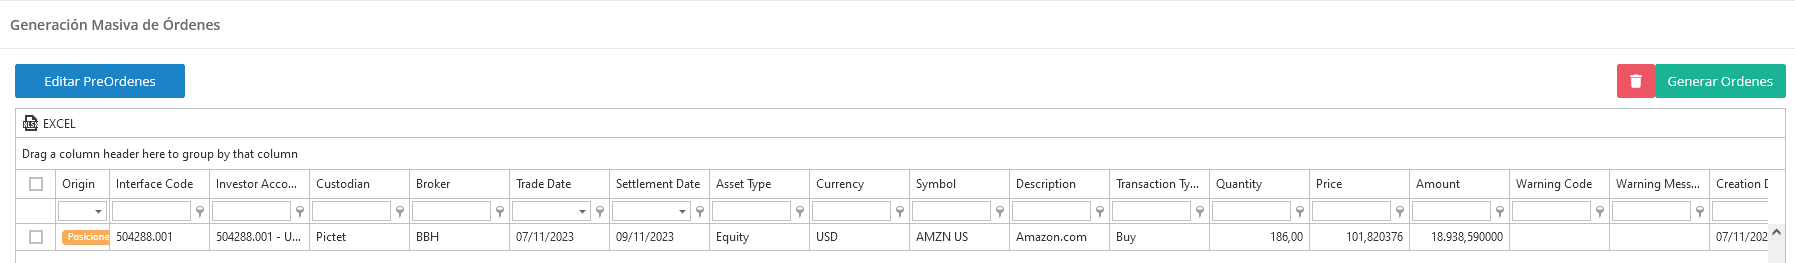 Generación Masiva de Órdenes
Editar PreOrdenes
Generar Ordenes
EXCEL
Drag a column header here to group by that column
Origin Interface Code Investor Acco... Custodian Broker Trade Date Settlement Date Asset Type Currency Symbol Description Transaction Ty... Quantity Price Amount Warning Code Warning Mess... Creation D
Posicione 504288.001 504288.001 - U... Pictet BBH 07/11/2023 09/11/2023 Equity USD AMZN US Amazon.com Buy 186,00 101,820376 18.938,590000 07/11/202